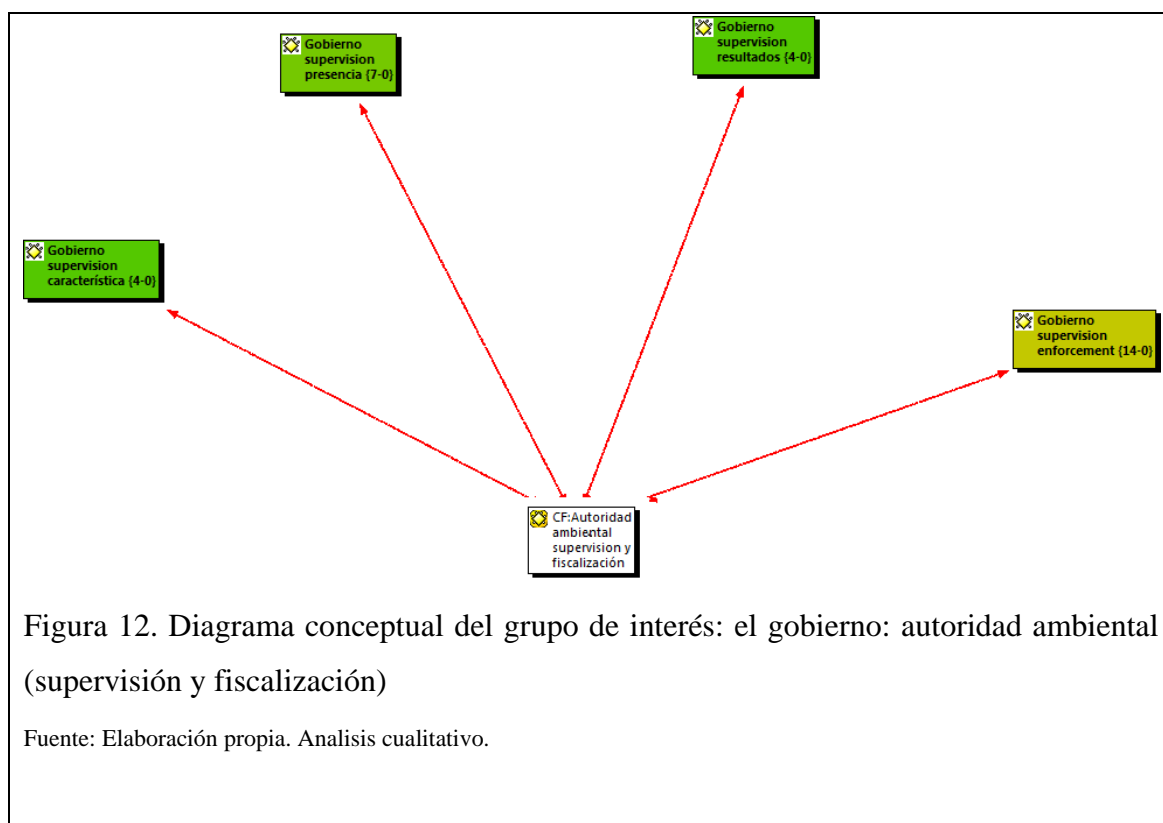 Gobierno
supervision
resultados {4-0}
Gobierno
supervision
presencia {7-0}
Gobierno
supervision
característica {4-0}
Gobierno
supervision
enforcement {14-0}
CF:Autoridad
ambiental
supervision y
fiscalización
Figura 12. Diagrama conceptual del grupo de interés: el gobierno: autoridad ambiental
(supervisión y fiscalización)
Fuente: Elaboración propia. Analisis cualitativo.